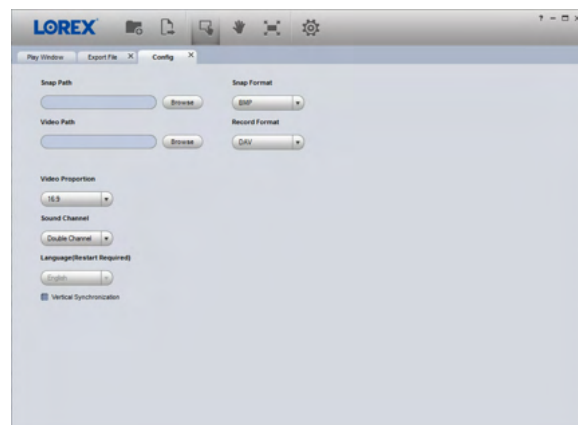 LOREX
Play Window Export File X Config X
Snap Path Snap Format
Browse BMP
Video Path Record Format
Browse DAV
Video Proportion
16:9
Sound Channel
Double Channel
Language(Restart Required)
English
Vertical Synchronization